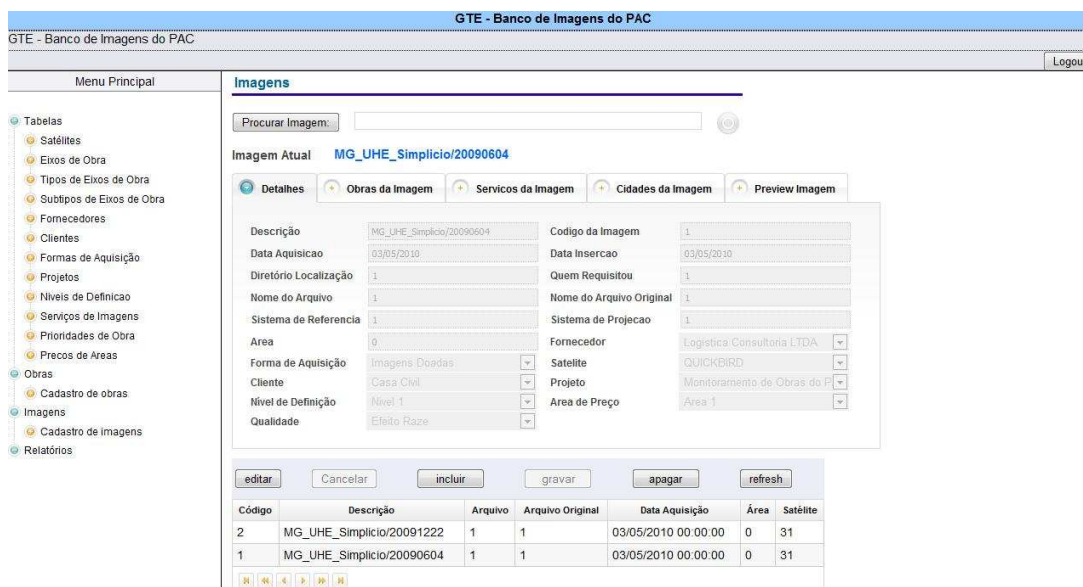 GTE - Banco de Imagens do PAC
GTE - Banco de Imagens do PAC
Logou
Menu Principal
Tabelas
Satélites
Eixos de Obra
Tipos de Eixos de Obra
Subtipos de Eixos de Obra
Fornecedores
Clientes
Formas de Aquisição
Projetos
Niveis de Definicao
Serviços de Imagens
Prioridades de Obra
Precos de Areas
Obras
Cadastro de obras
Imagens
Cadastro de imagens
Relatórios
Imagens
Procurar Imagem:
Imagem Atual MG_UHE_Simplicio/20090604
Detalhes Obras da Imagem Servicos da Imagem Cidades da Imagem Preview Imagem
Descrição MG_UHE_Simplicio/20090604 Codigo da Imagem 1
Data Aquisicao 03/05/2010 Data Insercao 03/05/2010
Diretório Localização 1 Quem Requisitou 1
Nome do Arquivo 1 Nome do Arquivo Original 1
Sistema de Referencia 1 Sistema de Projecao 1
Area 0 Fornecedor Logistica Consultoria LTDA
Forma de Aquisição Imagens Doadas Satelite QUICKBIRD
Cliente Casa Civil Projeto Monitoramento de Obras do P
Nível de Definição Nivel 1 Area de Preço Area 1
Qualidade Efeito Raze
editar Cancelar incluir gravar apagar refresh
Código Descrição Arquivo Arquivo Original Data Aquisição Área Satélite
2 MG_UHE_Simplicio/20091222 1 1 03/05/2010 00:00:00 0 31
1 MG_UHE_Simplicio/20090604 1 1 03/05/2010 00:00:00 0 31